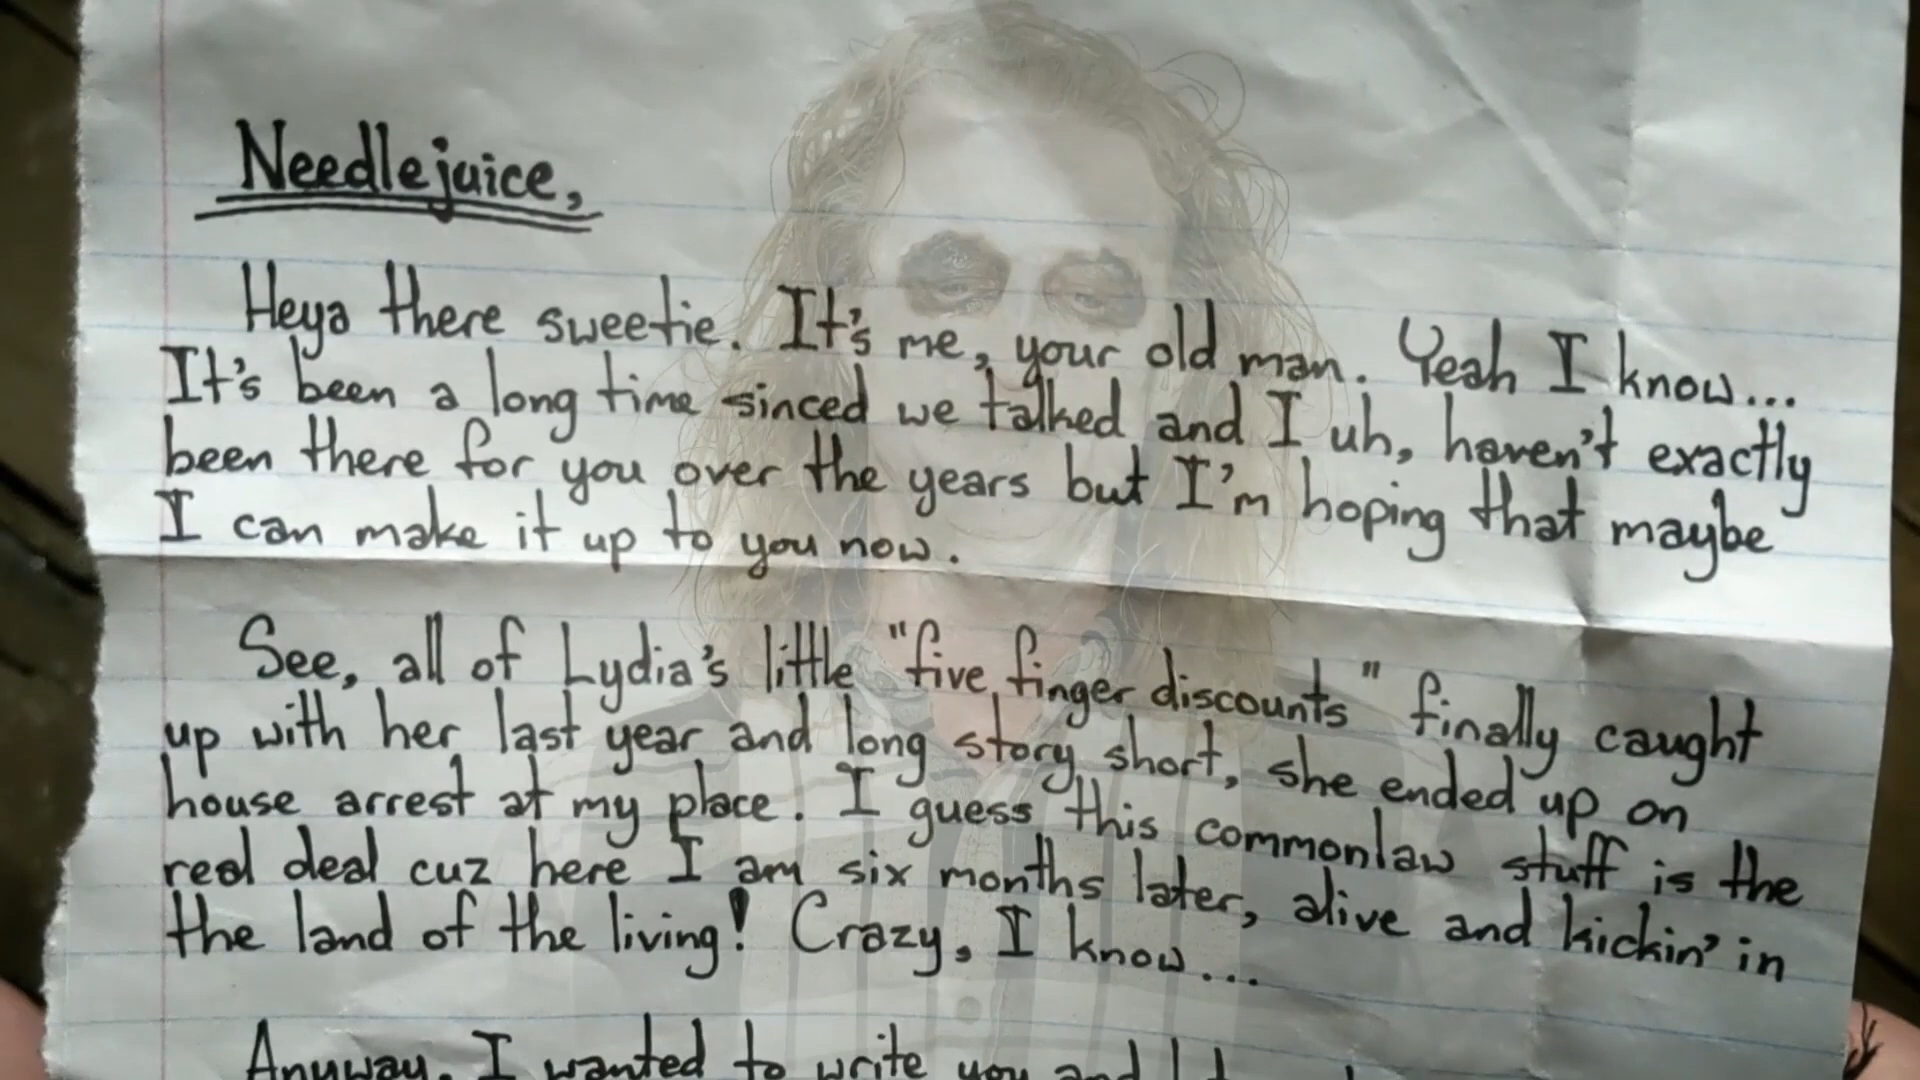 Needlejuice,
Heya there sweetie. It's me, your old man. Yeah I know...
It's been a long time sinced we talked and I uh, haven't exactly
been there for you over the years but I'm hoping that maybe
I can make it up to you now.
See, all of Lydia's little "five finger discounts" finally caught
up with her last year and long story short, she ended up on
house arrest at my place. I guess this commonlaw stuff is the
real deal cuz here I am six months later, alive and kickin' in
the land of the living! Crazy, I know...
Anyway, I wanted to write you and